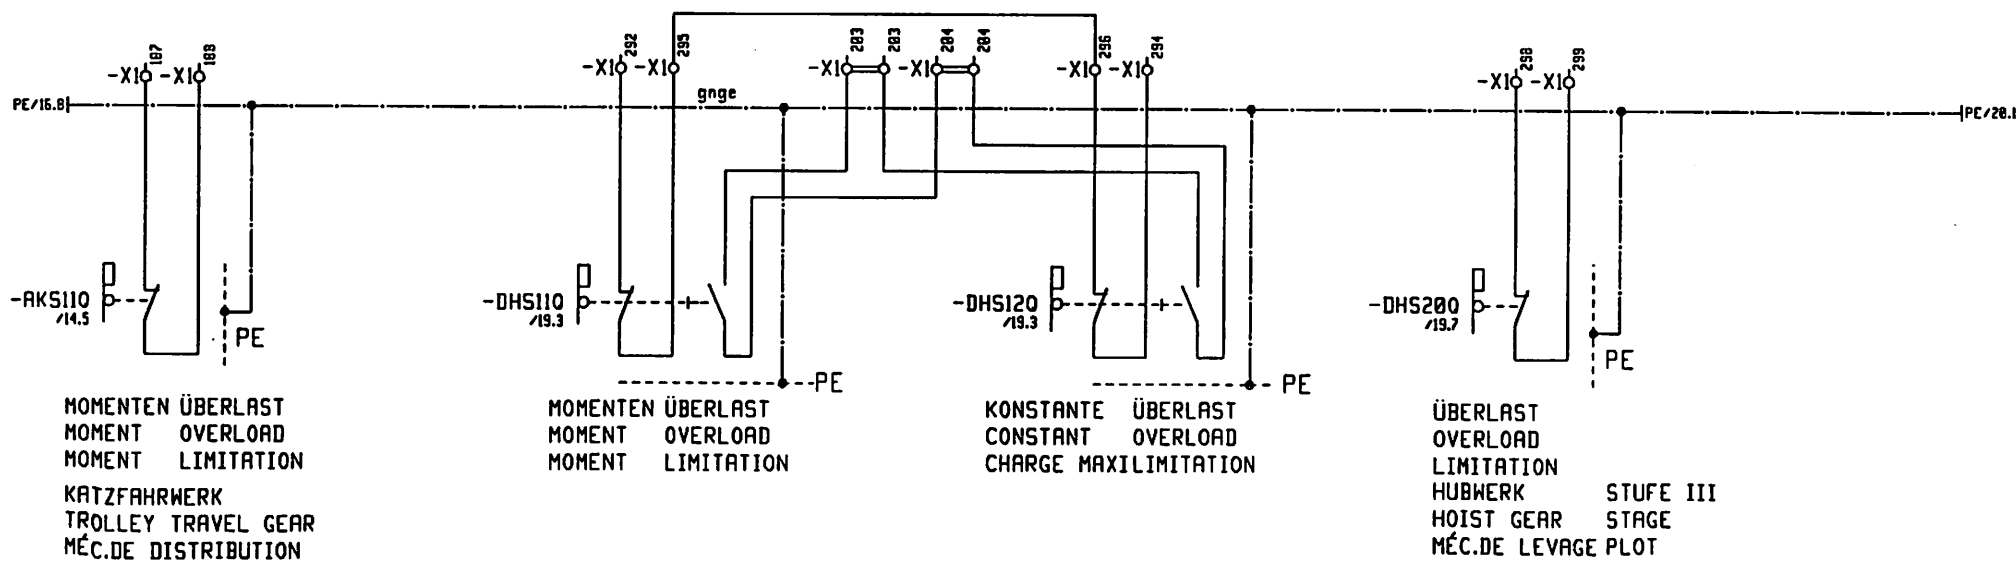 187 188 292 295 203 203 204 204 296 294 298 299
-X1 -X1 -X1 -X1 -X1 -X1 -X1 -X1 -X1 -X1
PE/16.8 gnge PE/20.1
-AKS110 -DHS110 -DHS120 -DHS200
/14.5 /19.3 /19.3 /19.7
PE PE PE PE
MOMENTEN ÜBERLAST
MOMENT OVERLOAD
MOMENT LIMITATION
KATZFAHRWERK
TROLLEY TRAVEL GEAR
MÉC.DE DISTRIBUTION
MOMENTEN ÜBERLAST
MOMENT OVERLOAD
MOMENT LIMITATION
KONSTANTE ÜBERLAST
CONSTANT OVERLOAD
CHARGE MAXILIMITATION
ÜBERLAST
OVERLOAD
LIMITATION
HUBWERK STUFE III
HOIST GEAR STAGE
MÉC.DE LEVAGE PLOT